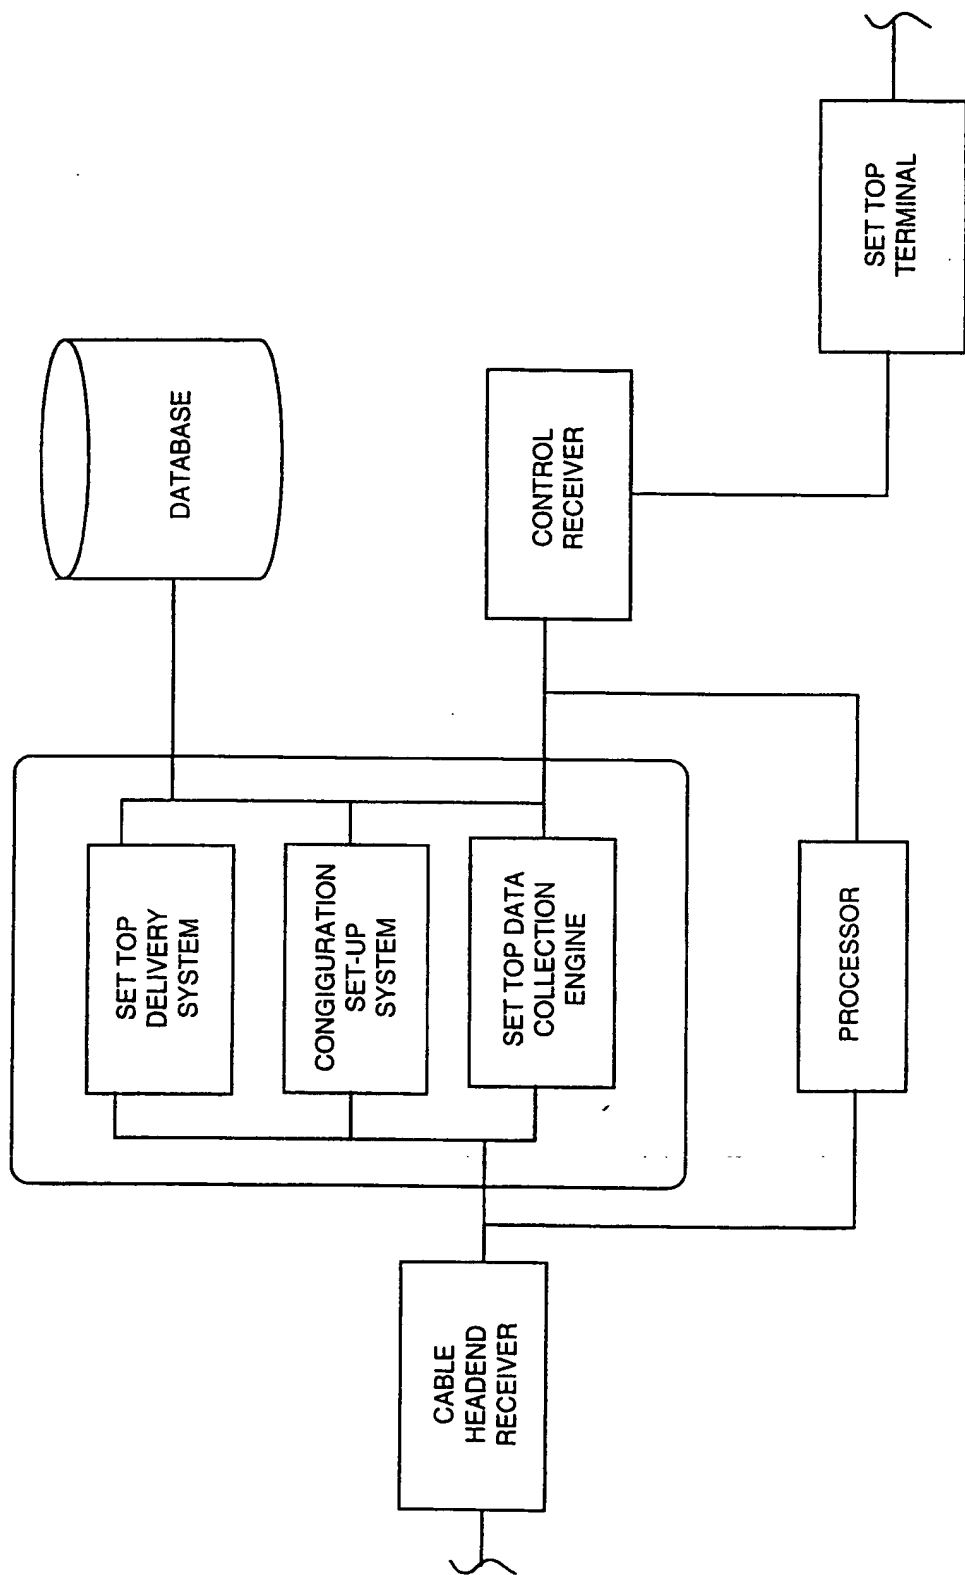 CABLE
HEADEND
RECEIVER
SET TOP
DELIVERY
SYSTEM
CONGIGURATION
SET-UP
SYSTEM
SET TOP DATA
COLLECTION
ENGINE
PROCESSOR
DATABASE
CONTROL
RECEIVER
SET TOP
TERMINAL